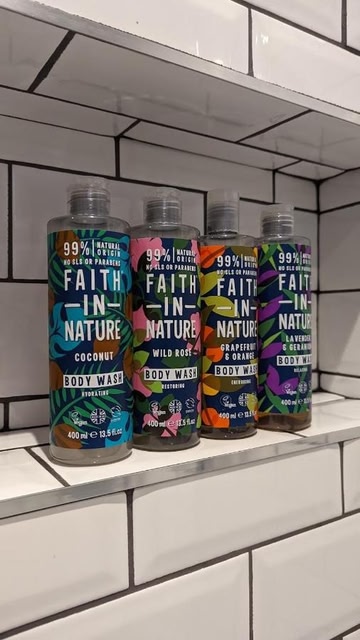 99% NATURAL ORIGIN
NO SLS OR PARABENS
FAITH
IN
NATURE
COCONUT
BODY WASH
HYDRATING
vegan
400 ml e 13.5 fl.oz
99% NATURAL ORIGIN
NO SLS OR PARABENS
FAITH
IN
NATURE
WILD ROSE
BODY WASH
RESTORING
400 ml e 13.5 fl.oz
99% NATURAL ORIGIN
NO SLS OR PARABENS
FAITH
IN
NATURE
GRAPEFRUIT
& ORANGE
BODY WASH
ENERGISING
400 ml e 13.5 fl.
99% NATURAL ORIGIN
NO SLS OR PARABENS
FAITH
IN
NATURE
LAVENDER
& GERANIUM
BODY WA
RELAXING
400 ml e 13.5